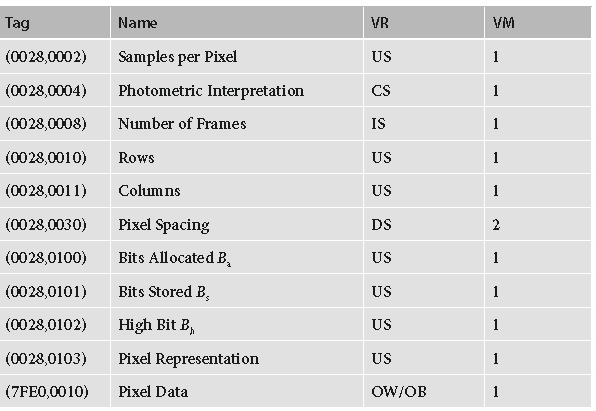 Tag Name VR VM
(0028,0002) Samples per Pixel US 1
(0028,0004) Photometric Interpretation CS 1
(0028,0008) Number of Frames IS 1
(0028,0010) Rows US 1
(0028,0011) Columns US 1
(0028,0030) Pixel Spacing DS 2
(0028,0100) Bits Allocated Ba US 1
(0028,0101) Bits Stored Bs US 1
(0028,0102) High Bit Bh US 1
(0028,0103) Pixel Representation US 1
(7FE0,0010) Pixel Data OW/OB 1